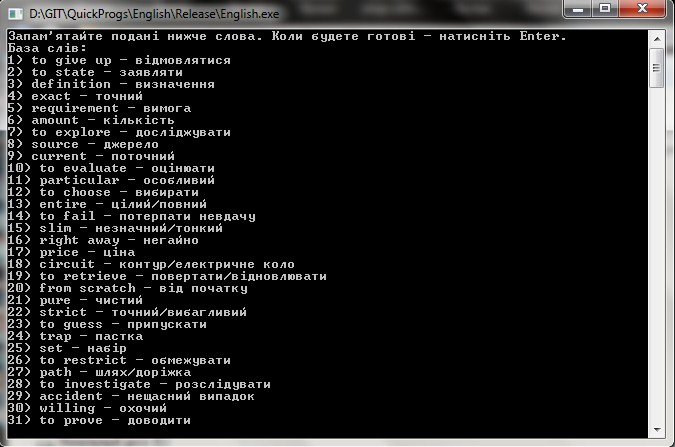 D:\GIT\QuickProgs\English\Release\English.exe
Запам'ятайте подані нижче слова. Коли будете готові - натисніть Enter.
База слів:
1) to give up - відмовлятися
2) to state - заявляти
3) definition - визначення
4) exact - точний
5) requirement - вимога
6) amount - кількість
7) to explore - досліджувати
8) source - джерело
9) current - поточний
10) to evaluate - оцінюати
11) particular - особливий
12) to choose - вибирати
13) entire - цілий/повний
14) to fail - потерпати невдачу
15) slim - незначний/тонкий
16) right away - негайно
17) price - ціна
18) circuit - контур/електричне коло
19) to retrieve - повертати/відновлювати
20) from scratch - від початку
21) pure - чистий
22) strict - точний/вибагливий
23) to guess - припускати
24) trap - пастка
25) set - набір
26) to restrict - обмежувати
27) path - шлях/доріжка
28) to investigate - розслідувати
29) accident - нещасний випадок
30) willing - охочий
31) to prove - доводити